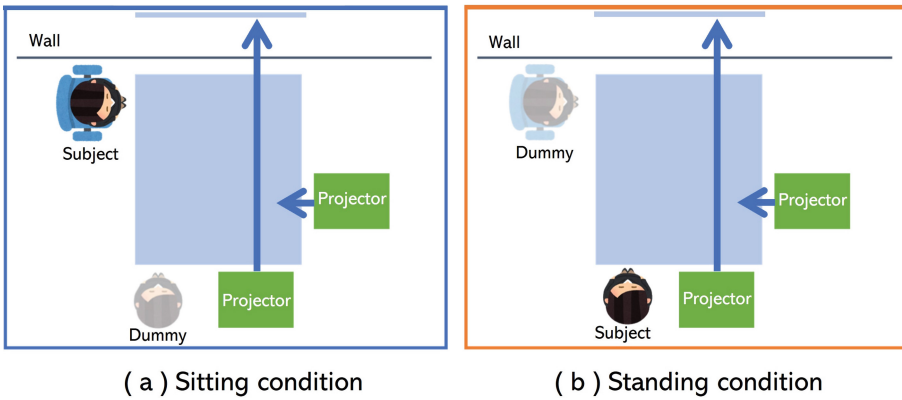 Wall
Subject
Projector
Projector
Dummy
( a ) Sitting condition
Wall
Dummy
Projector
Projector
Subject
( b ) Standing condition